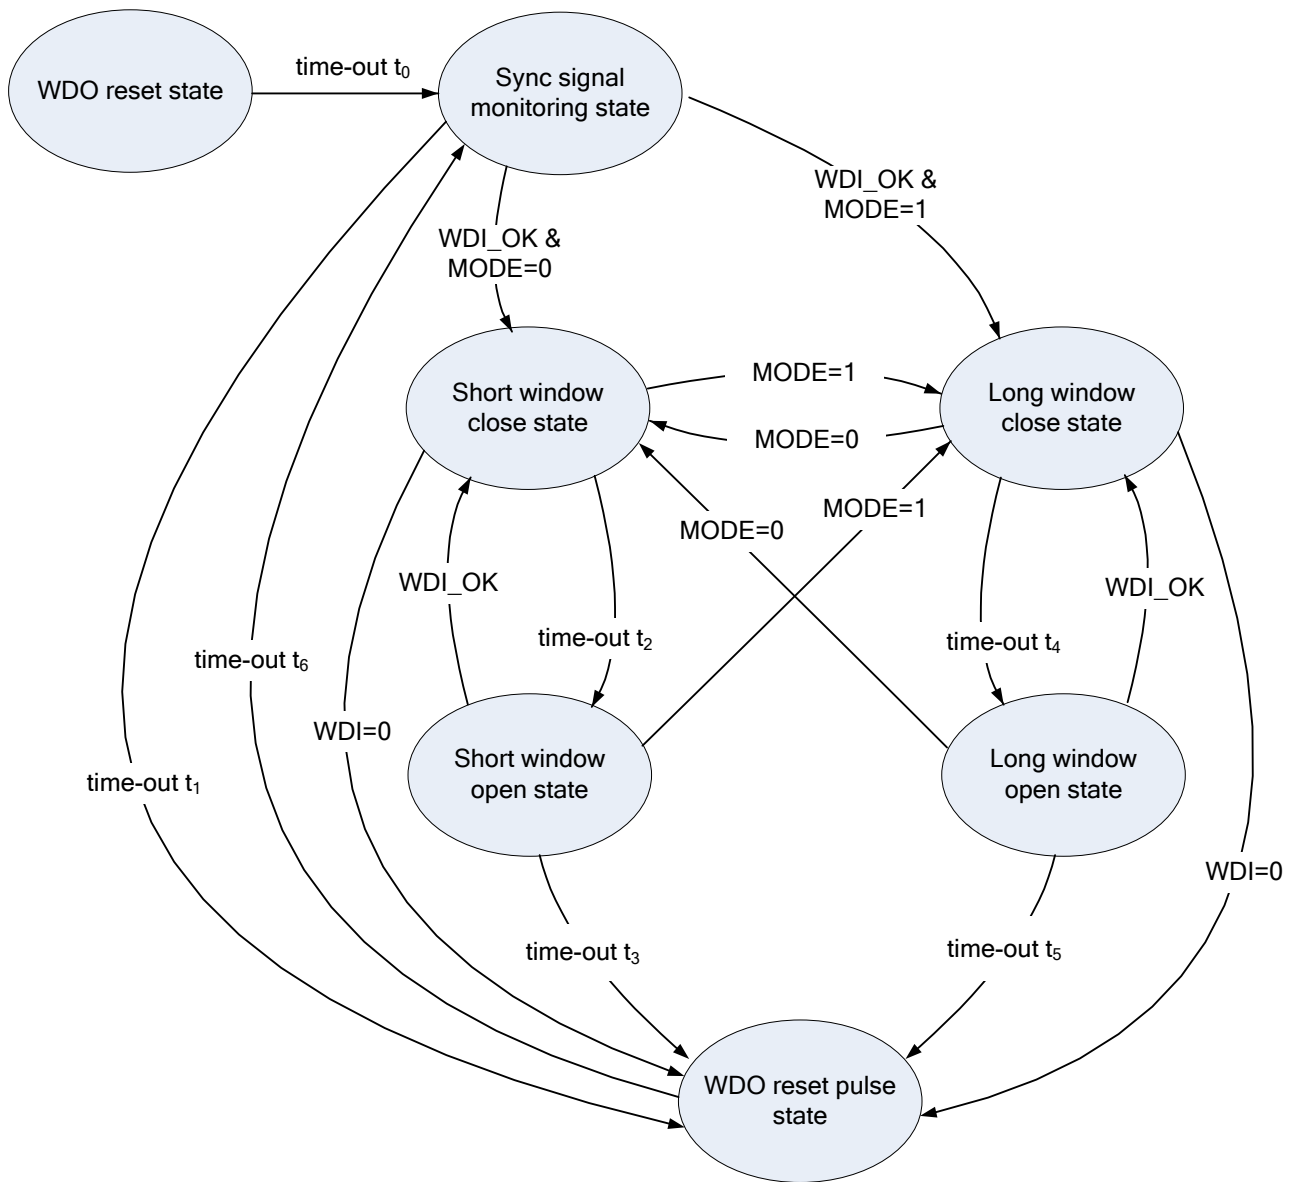 WDO reset state
time-out t₀
Sync signal
monitoring state
WDI_OK &
MODE=1
WDI_OK &
MODE=0
Short window
close state
MODE=1
MODE=0
Long window
close state
MODE=0
MODE=1
WDI_OK
time-out t₂
time-out t₄
WDI_OK
time-out t₆
WDI=0
time-out t₁
Short window
open state
Long window
open state
WDI=0
time-out t₃
time-out t₅
WDO reset pulse
state